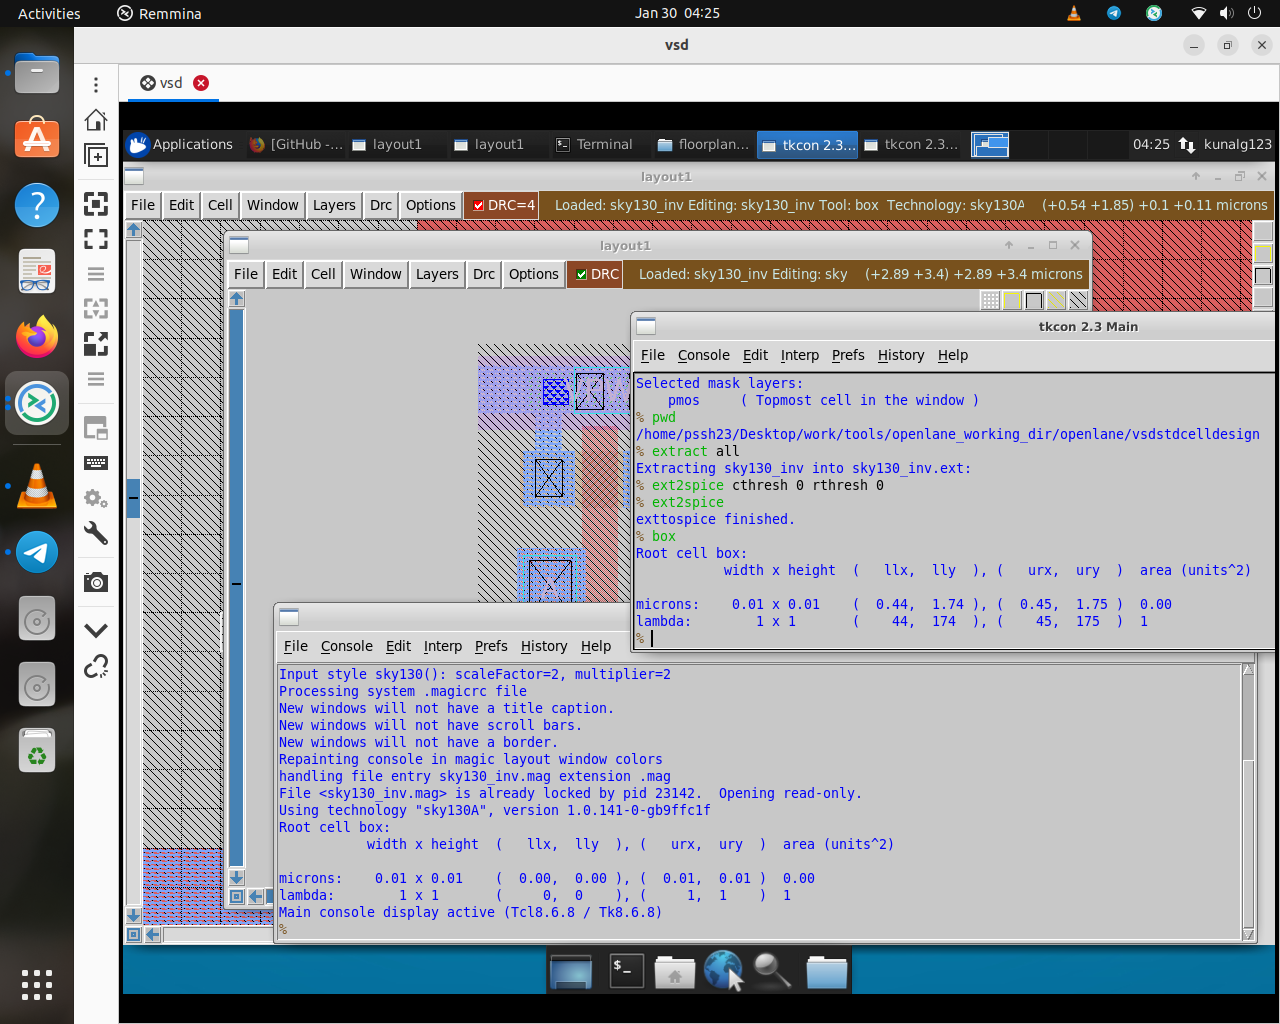 Activities
Remmina
Jan 30  04:25
vsd
vsd
Applications
[GitHub -...
layout1
layout1
Terminal
floorplan...
tkcon 2.3...
tkcon 2.3...
04:25
kunalg123
layout1
File
Edit
Cell
Window
Layers
Drc
Options
DRC=4
Loaded: sky130_inv Editing: sky130_inv Tool: box  Technology: sky130A
(+0.54 +1.85) +0.1 +0.11 microns
layout1
File
Edit
Cell
Window
Layers
Drc
Options
DRC
Loaded: sky130_inv Editing: sky
(+2.89 +3.4) +2.89 +3.4 microns
tkcon 2.3 Main
File
Console
Edit
Interp
Prefs
History
Help
Selected mask layers:
    pmos     ( Topmost cell in the window )
% pwd
/home/pssh23/Desktop/work/tools/openlane_working_dir/openlane/vsdstdcelldesign
% extract all
Extracting sky130_inv into sky130_inv.ext:
% ext2spice cthresh 0 rthresh 0
% ext2spice
exttospice finished.
% box
Root cell box:
           width x height  (   llx,  lly  ), (   urx,  ury  )  area (units^2)
microns:    0.01 x 0.01    (  0.44,  1.74 ), (  0.45,  1.75 )  0.00
lambda:        1 x 1       (    44,  174  ), (    45,  175  )  1
%
File
Console
Edit
Interp
Prefs
History
Help
Input style sky130(): scaleFactor=2, multiplier=2
Processing system .magicrc file
New windows will not have a title caption.
New windows will not have scroll bars.
New windows will not have a border.
Repainting console in magic layout window colors
handling file entry sky130_inv.mag extension .mag
File <sky130_inv.mag> is already locked by pid 23142.  Opening read-only.
Using technology "sky130A", version 1.0.141-0-gb9ffc1f
Root cell box:
           width x height  (   llx,  lly  ), (   urx,  ury  )  area (units^2)
microns:    0.01 x 0.01    (  0.00,  0.00 ), (  0.01,  0.01 )  0.00
lambda:        1 x 1       (     0,  0    ), (     1,  1    )  1
Main console display active (Tcl8.6.8 / Tk8.6.8)
%